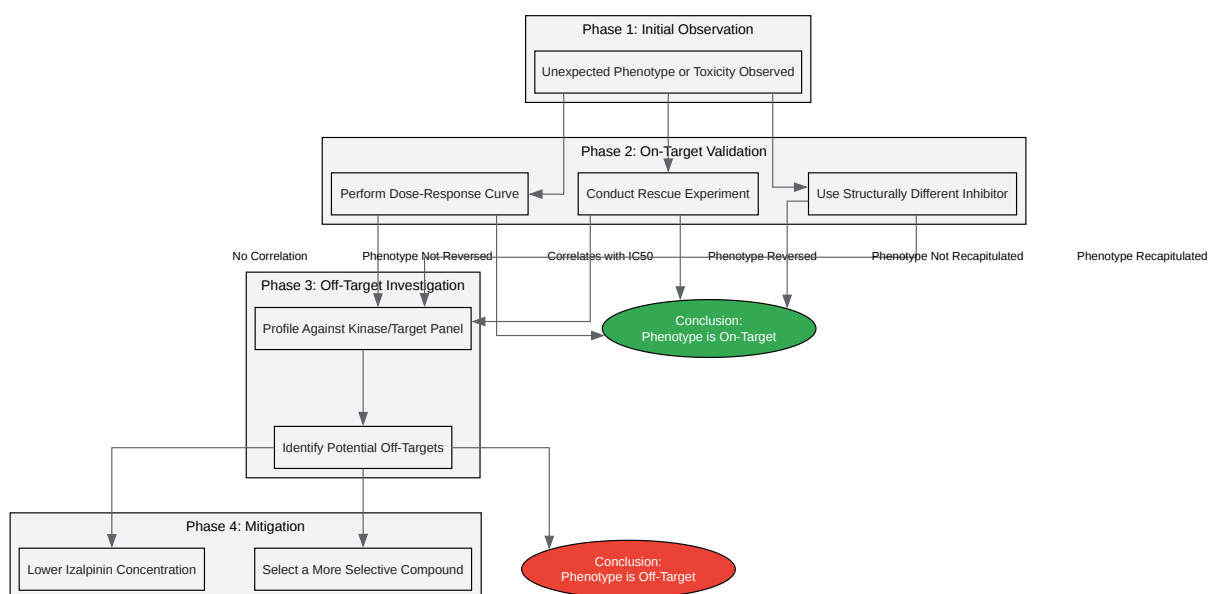 Phase 1: Initial Observation
Unexpected Phenotype or Toxicity Observed
Phase 2: On-Target Validation
Perform Dose-Response Curve
Conduct Rescue Experiment
Use Structurally Different Inhibitor
No Correlation
Phenotype Not Reversed
Correlates with IC50
Phenotype Reversed
Phenotype Not Recapitulated
Phenotype Recapitulated
Phase 3: Off-Target Investigation
Profile Against Kinase/Target Panel
Conclusion:
Phenotype is On-Target
Identify Potential Off-Targets
Phase 4: Mitigation
Lower Izalpinin Concentration
Select a More Selective Compound
Conclusion:
Phenotype is Off-Target